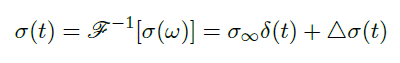 σ(t) = ℱ⁻¹[σ(ω)] = σ∞δ(t) + △σ(t)